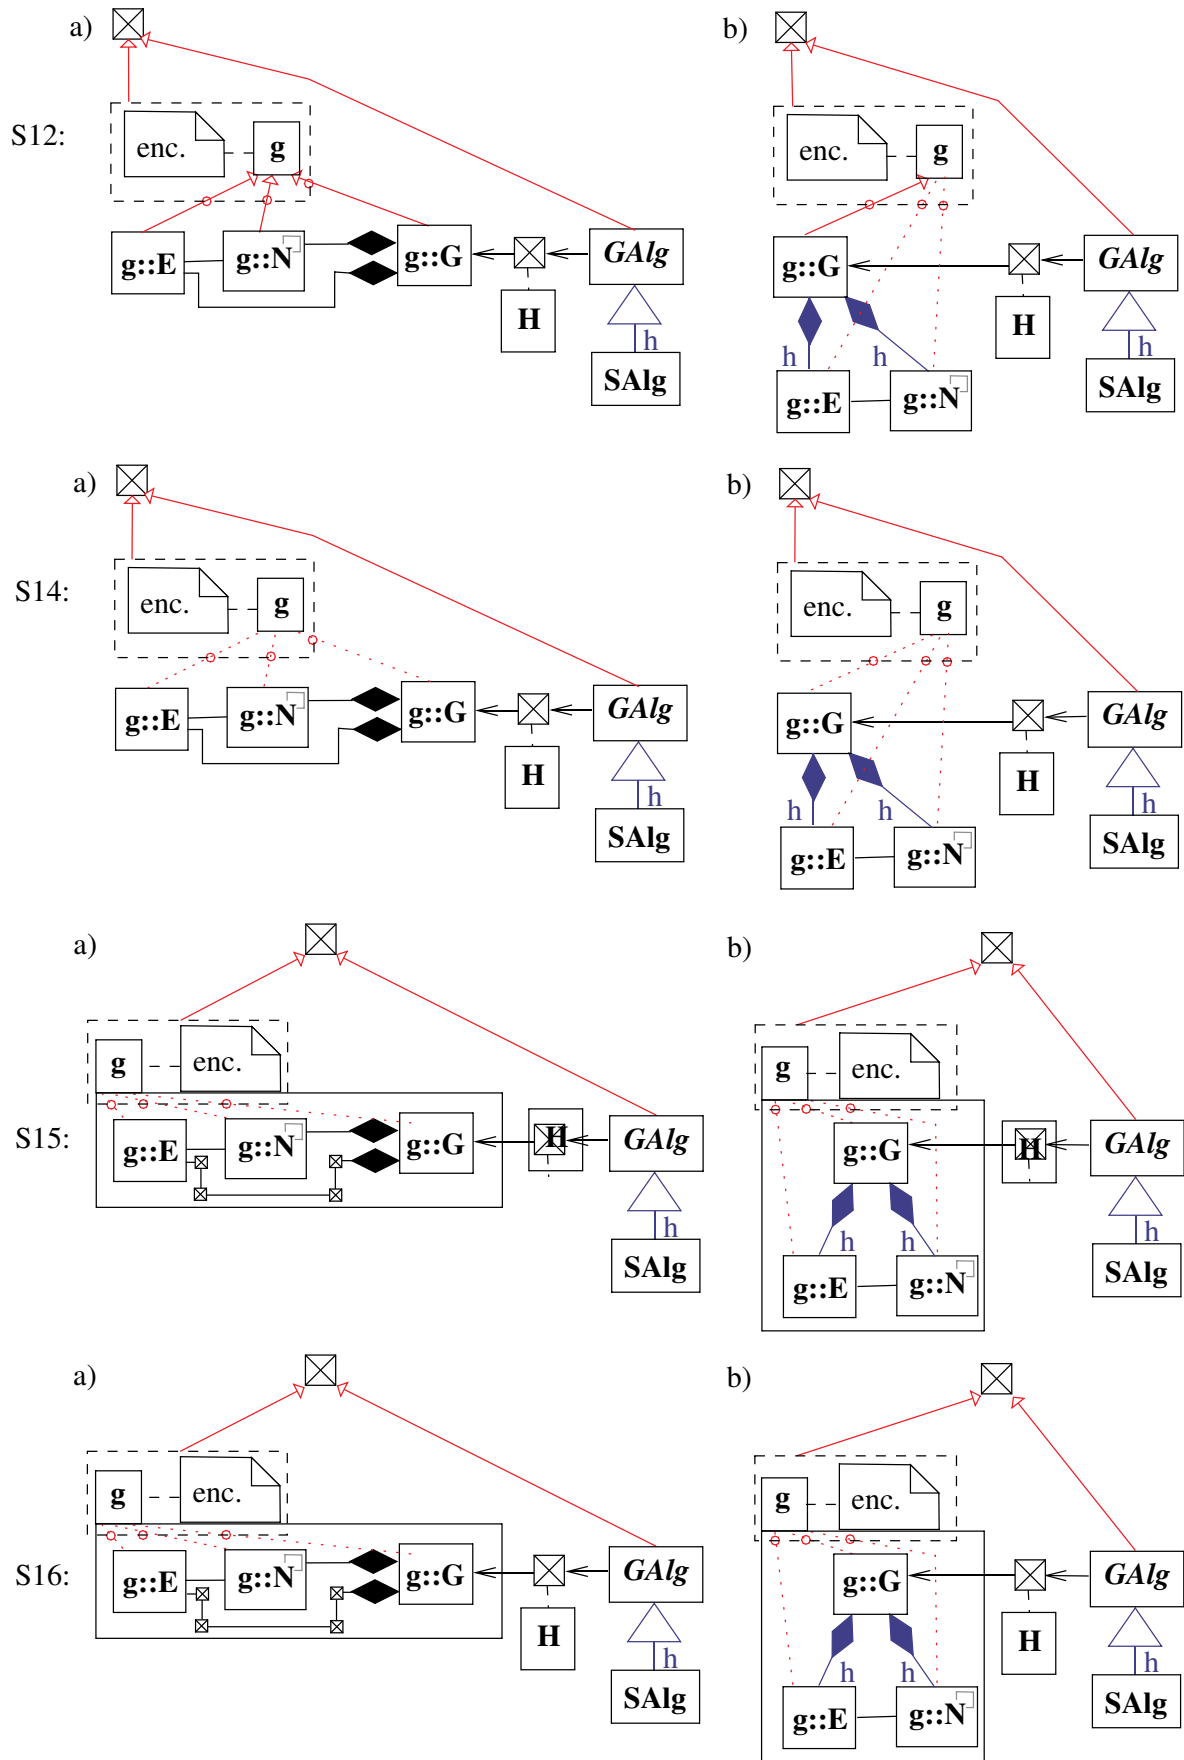 a) b)
S12: enc. g enc. g
g::E g::N g::G GAlg g::G GAlg
H H
h h
SAlg h h SAlg
g::E g::N
a) b)
S14: enc. g enc. g
g::E g::N g::G GAlg g::G GAlg
H H
h h
SAlg h h SAlg
g::E g::N
a) b)
g enc. g enc.
S15: g::E g::N g::G H GAlg g::G H GAlg
h h h h
SAlg g::E g::N SAlg
a) b)
g enc. g enc.
S16: g::E g::N g::G GAlg g::G GAlg
H H
h h h h
SAlg g::E g::N SAlg